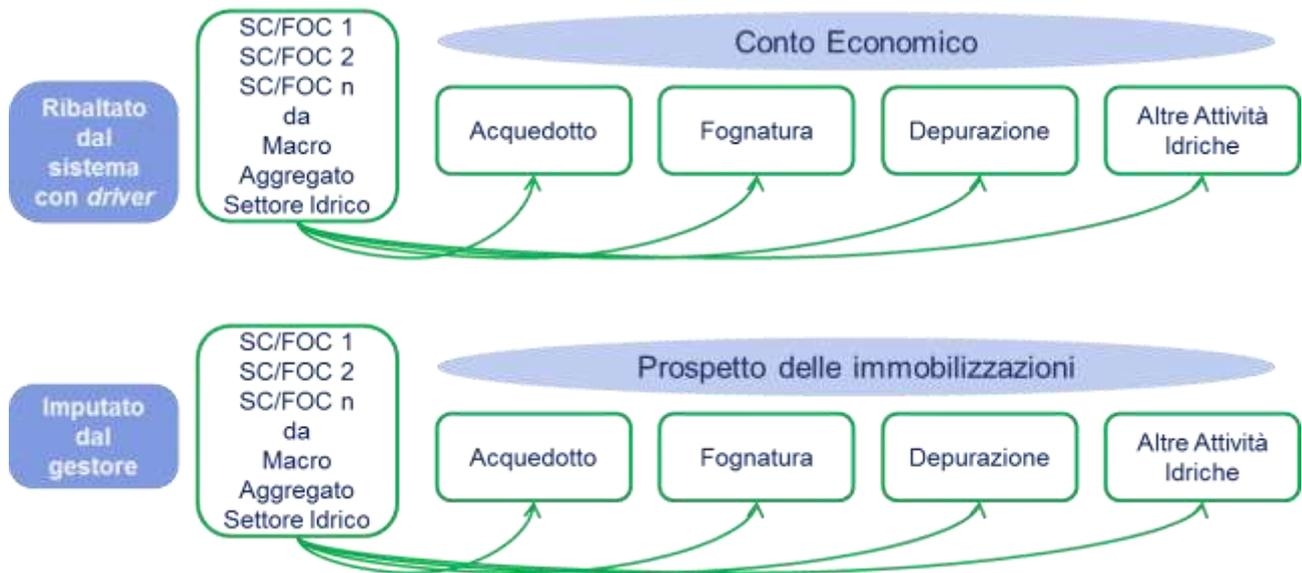 Ribaltato
dal
sistema
con driver
SC/FOC 1
SC/FOC 2
SC/FOC n
da
Macro
Aggregato
Settore Idrico
Conto Economico
Acquedotto
Fognatura
Depurazione
Altre Attività
Idriche
Imputato
dal
gestore
SC/FOC 1
SC/FOC 2
SC/FOC n
da
Macro
Aggregato
Settore Idrico
Prospetto delle immobilizzazioni
Acquedotto
Fognatura
Depurazione
Altre Attività
Idriche